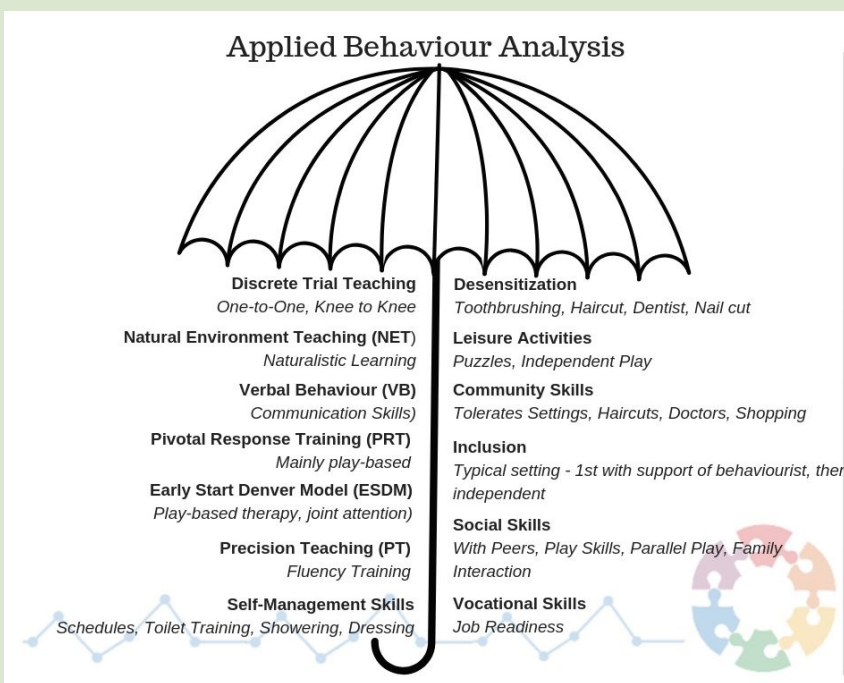 Applied Behaviour Analysis
Discrete Trial Teaching
One-to-One, Knee to Knee
Natural Environment Teaching (NET)
Naturalistic Learning
Verbal Behaviour (VB)
Communication Skills)
Pivotal Response Training (PRT)
Mainly play-based
Early Start Denver Model (ESDM)
Play-based therapy, joint attention)
Precision Teaching (PT)
Fluency Training
Self-Management Skills
Schedules, Toilet Training, Showering, Dressing
Desensitization
Toothbrushing, Haircut, Dentist, Nail cut
Leisure Activities
Puzzles, Independent Play
Community Skills
Tolerates Settings, Haircuts, Doctors, Shopping
Inclusion
Typical setting - 1st with support of behaviourist,
independent
Social Skills
With Peers, Play Skills, Parallel Play, Family
Interaction
Vocational Skills
Job Readiness